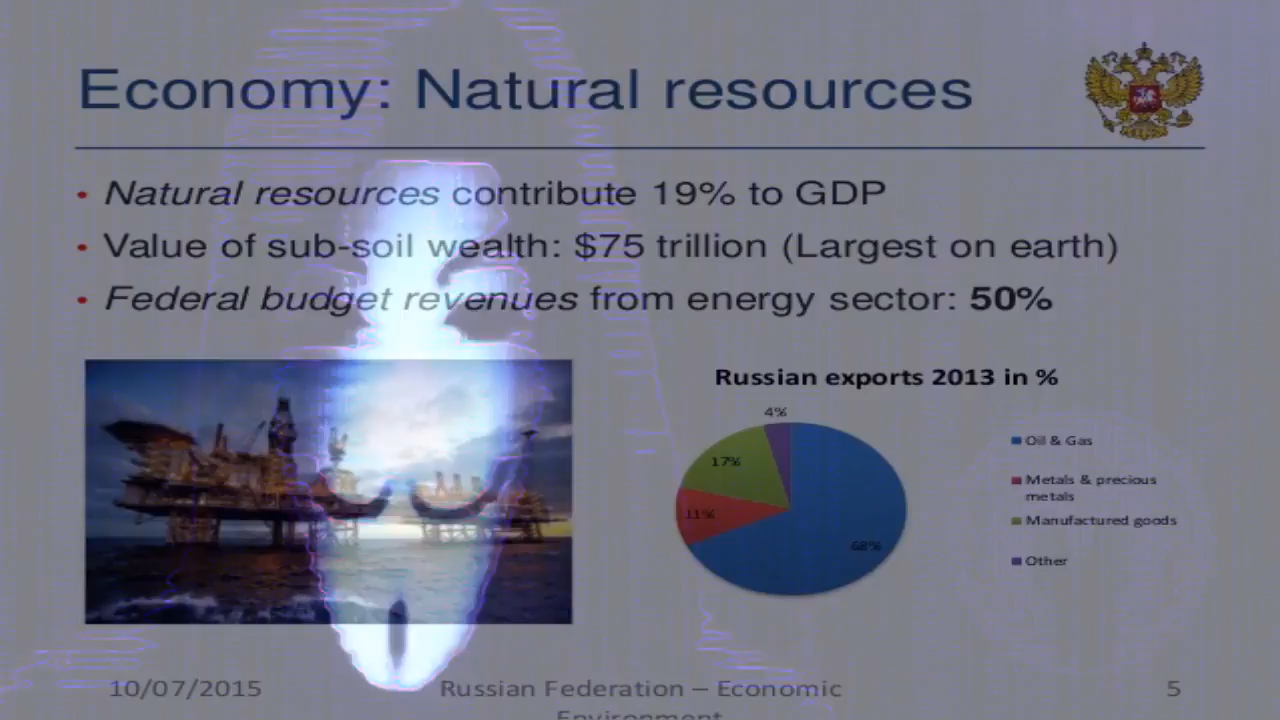 Economy: Natural resources
• Natural resources contribute 19% to GDP
• Value of sub-soil wealth: $75 trillion (Largest on earth)
• Federal budget revenues from energy sector: 50%
Russian exports 2013 in %
4%
17%
11%
68%
Oil & Gas
Metals & precious
metals
Manufactured goods
Other
10/07/2015
Russian Federation – Economic
Environment
5